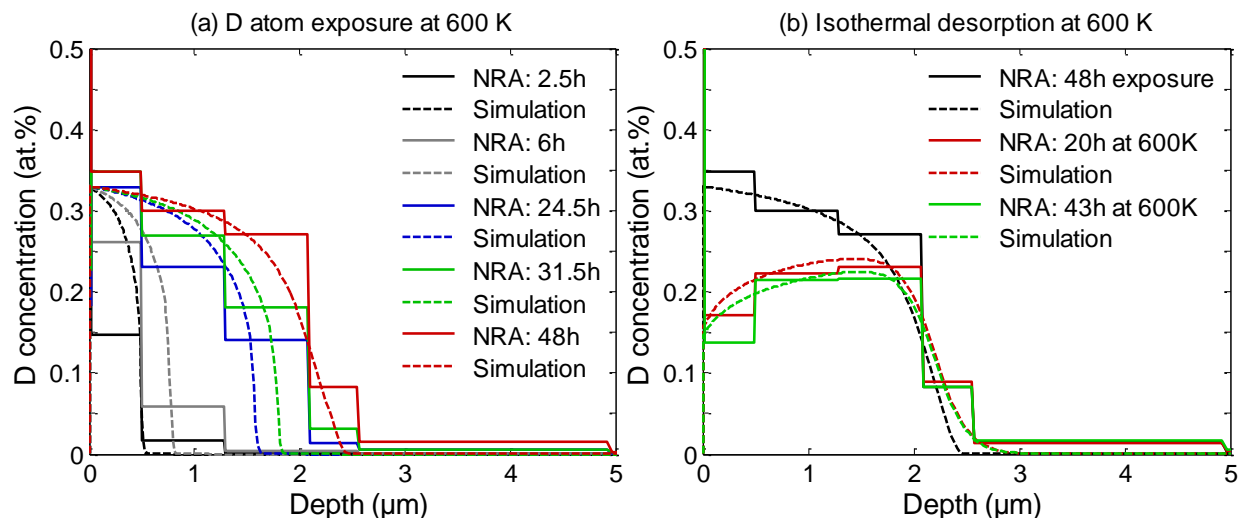 (a) D atom exposure at 600 K
0.5
0.4
0.3
0.2
0.1
0
D concentration (at.%)
0
1
2
3
4
5
Depth (µm)
NRA: 2.5h
Simulation
NRA: 6h
Simulation
NRA: 24.5h
Simulation
NRA: 31.5h
Simulation
NRA: 48h
Simulation
(b) Isothermal desorption at 600 K
0.5
0.4
0.3
0.2
0.1
0
D concentration (at.%)
0
1
2
3
4
5
Depth (µm)
NRA: 48h exposure
Simulation
NRA: 20h at 600K
Simulation
NRA: 43h at 600K
Simulation